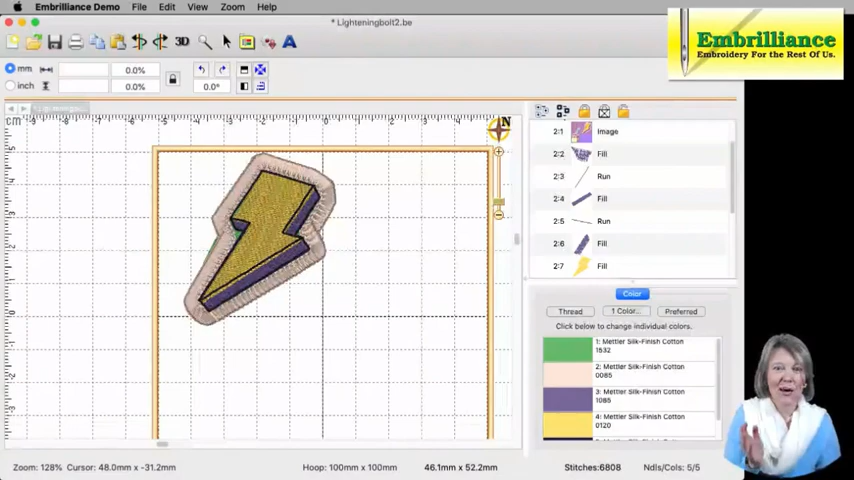 Embrilliance Demo File Edit View Zoom Help
* Lighteningbolt2.be
Embrilliance
Embroidery For the Rest of Us.
3D A
mm 0.0%
inch 0.0% 0.0°
cm
N
2:1 Image
2:2 Fill
2:3 Run
2:4 Fill
2:5 Run
2:6 Fill
2:7 Fill
Color
Thread 1 Color... Preferred
Click below to change individual colors.
1: Mettler Silk-Finish Cotton
1532
2: Mettler Silk-Finish Cotton
0085
3: Mettler Silk-Finish Cotton
1085
4: Mettler Silk-Finish Cotton
0120
Zoom: 128% Cursor: 48.0mm x -31.2mm Hoop: 100mm x 100mm 46.1mm x 52.2mm Stitches:6808 Ndls/Cols: 5/5